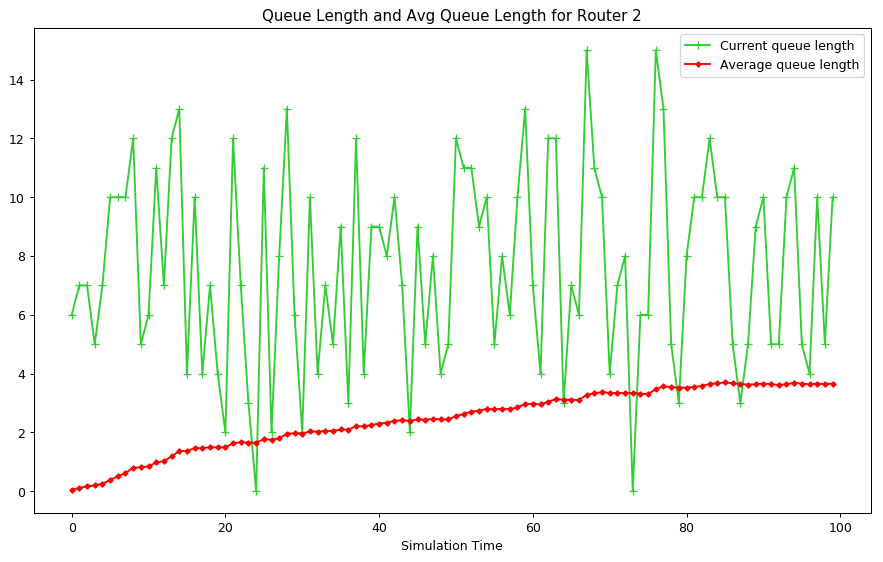 Queue Length and Avg Queue Length for Router 2
Current queue length
Average queue length
14
12
10
8
6
4
2
0
0 20 40 60 80 100
Simulation Time